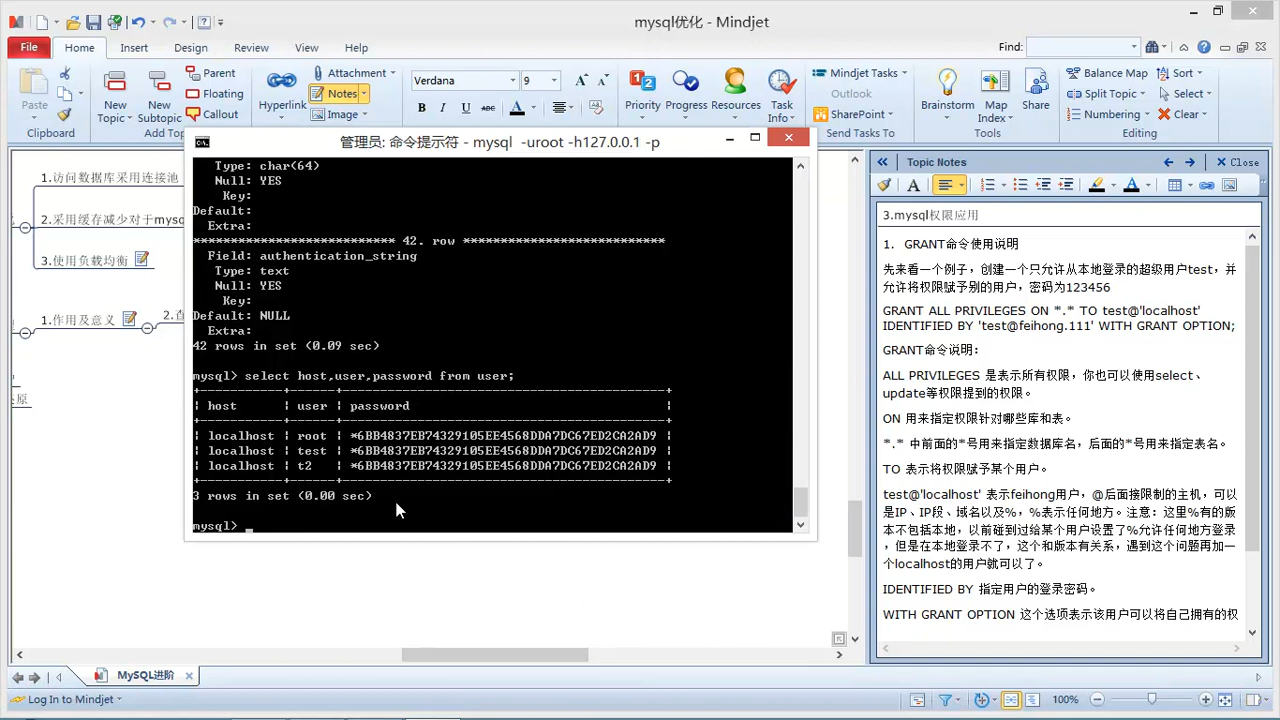 mysql优化 - Mindjet
File
Home
Insert
Design
Review
View
Help
Find:
Paste
Clipboard
New Topic
New Subtopic
Parent
Floating
Callout
Add Top
Hyperlink
Attachment
Notes
Image
Verdana
9
B I U abc A
Priority
Progress
Resources
Task Info
Mindjet Tasks
Outlook
SharePoint
Send Tasks To
Brainstorm
Map Index
Share
Tools
Balance Map
Split Topic
Numbering
Sort
Select
Clear
Editing
1.访问数据库采用连接池
2.采用缓存减少对于mysq
3.使用负载均衡
1.作用及意义
原
管理员: 命令提示符 - mysql -uroot -h127.0.0.1 -p
Type: char(64)
Null: YES
Key:
Default:
Extra:
*************************** 42. row ***************************
Field: authentication_string
Type: text
Null: YES
Key:
Default: NULL
Extra:
42 rows in set (0.09 sec)
mysql> select host,user,password from user;
| host | user | password |
| localhost | root | *6BB4837EB74329105EE4568DDA7DC67ED2CA2AD9 |
| localhost | test | *6BB4837EB74329105EE4568DDA7DC67ED2CA2AD9 |
| localhost | t2 | *6BB4837EB74329105EE4568DDA7DC67ED2CA2AD9 |
3 rows in set (0.00 sec)
mysql> _
Topic Notes
Close
3.mysql权限应用
1. GRANT命令使用说明
先来看一个例子，创建一个只允许从本地登录的超级用户test，并
允许将权限赋予别的用户，密码为123456
GRANT ALL PRIVILEGES ON *.* TO test@'localhost'
IDENTIFIED BY 'test@feihong.111' WITH GRANT OPTION;
GRANT命令说明:
ALL PRIVILEGES 是表示所有权限，你也可以使用select、
update等权限提到的权限。
ON 用来指定权限针对哪些库和表。
*.* 中前面的*号用来指定数据库名，后面的*号用来指定表名。
TO 表示将权限赋予某个用户。
test@'localhost' 表示feihong用户，@后面接限制的主机，可以
是IP、IP段、域名以及%，%表示任何地方。注意：这里%有的版
本不包括本地，以前碰到过给某个用户设置了%允许任何地方登录
，但是在本地登录不了，这个和版本有关系，遇到这个问题再加一
个localhost的用户就可以了。
IDENTIFIED BY 指定用户的登录密码。
WITH GRANT OPTION 这个选项表示该用户可以将自己拥有的权
MySQL进阶
Log In to Mindjet
100%